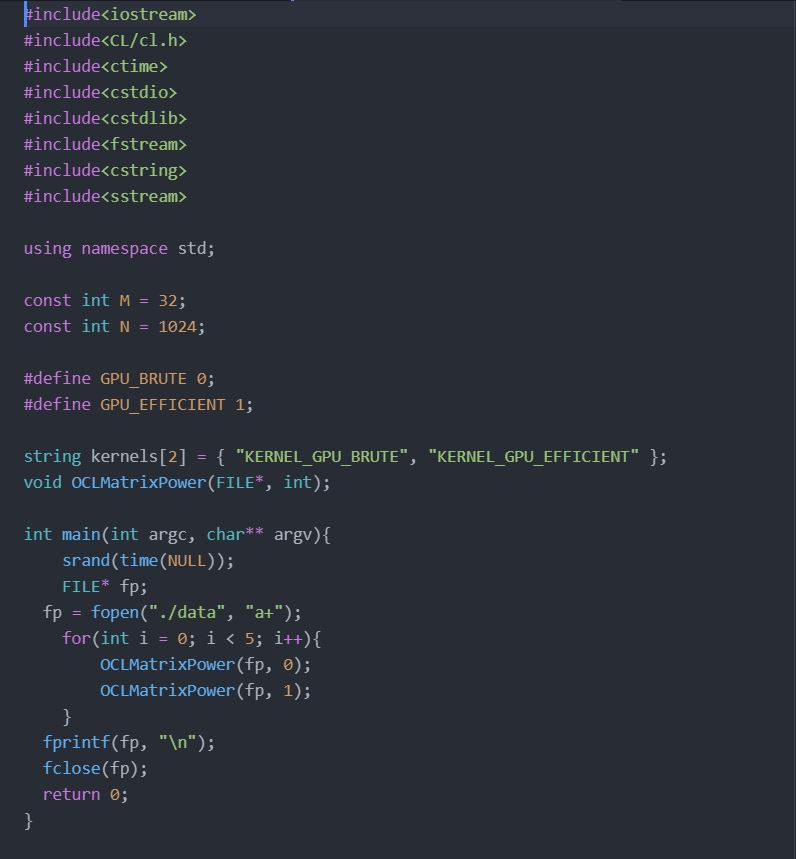 #include<iostream>
#include<CL/cl.h>
#include<ctime>
#include<cstdio>
#include<cstdlib>
#include<fstream>
#include<cstring>
#include<sstream>

using namespace std;

const int M = 32;
const int N = 1024;

#define GPU_BRUTE 0;
#define GPU_EFFICIENT 1;

string kernels[2] = { "KERNEL_GPU_BRUTE", "KERNEL_GPU_EFFICIENT" };
void OCLMatrixPower(FILE*, int);

int main(int argc, char** argv){
    srand(time(NULL));
    FILE* fp;
  fp = fopen("./data", "a+");
    for(int i = 0; i < 5; i++){
        OCLMatrixPower(fp, 0);
        OCLMatrixPower(fp, 1);
    }
  fprintf(fp, "\n");
  fclose(fp);
  return 0;
}